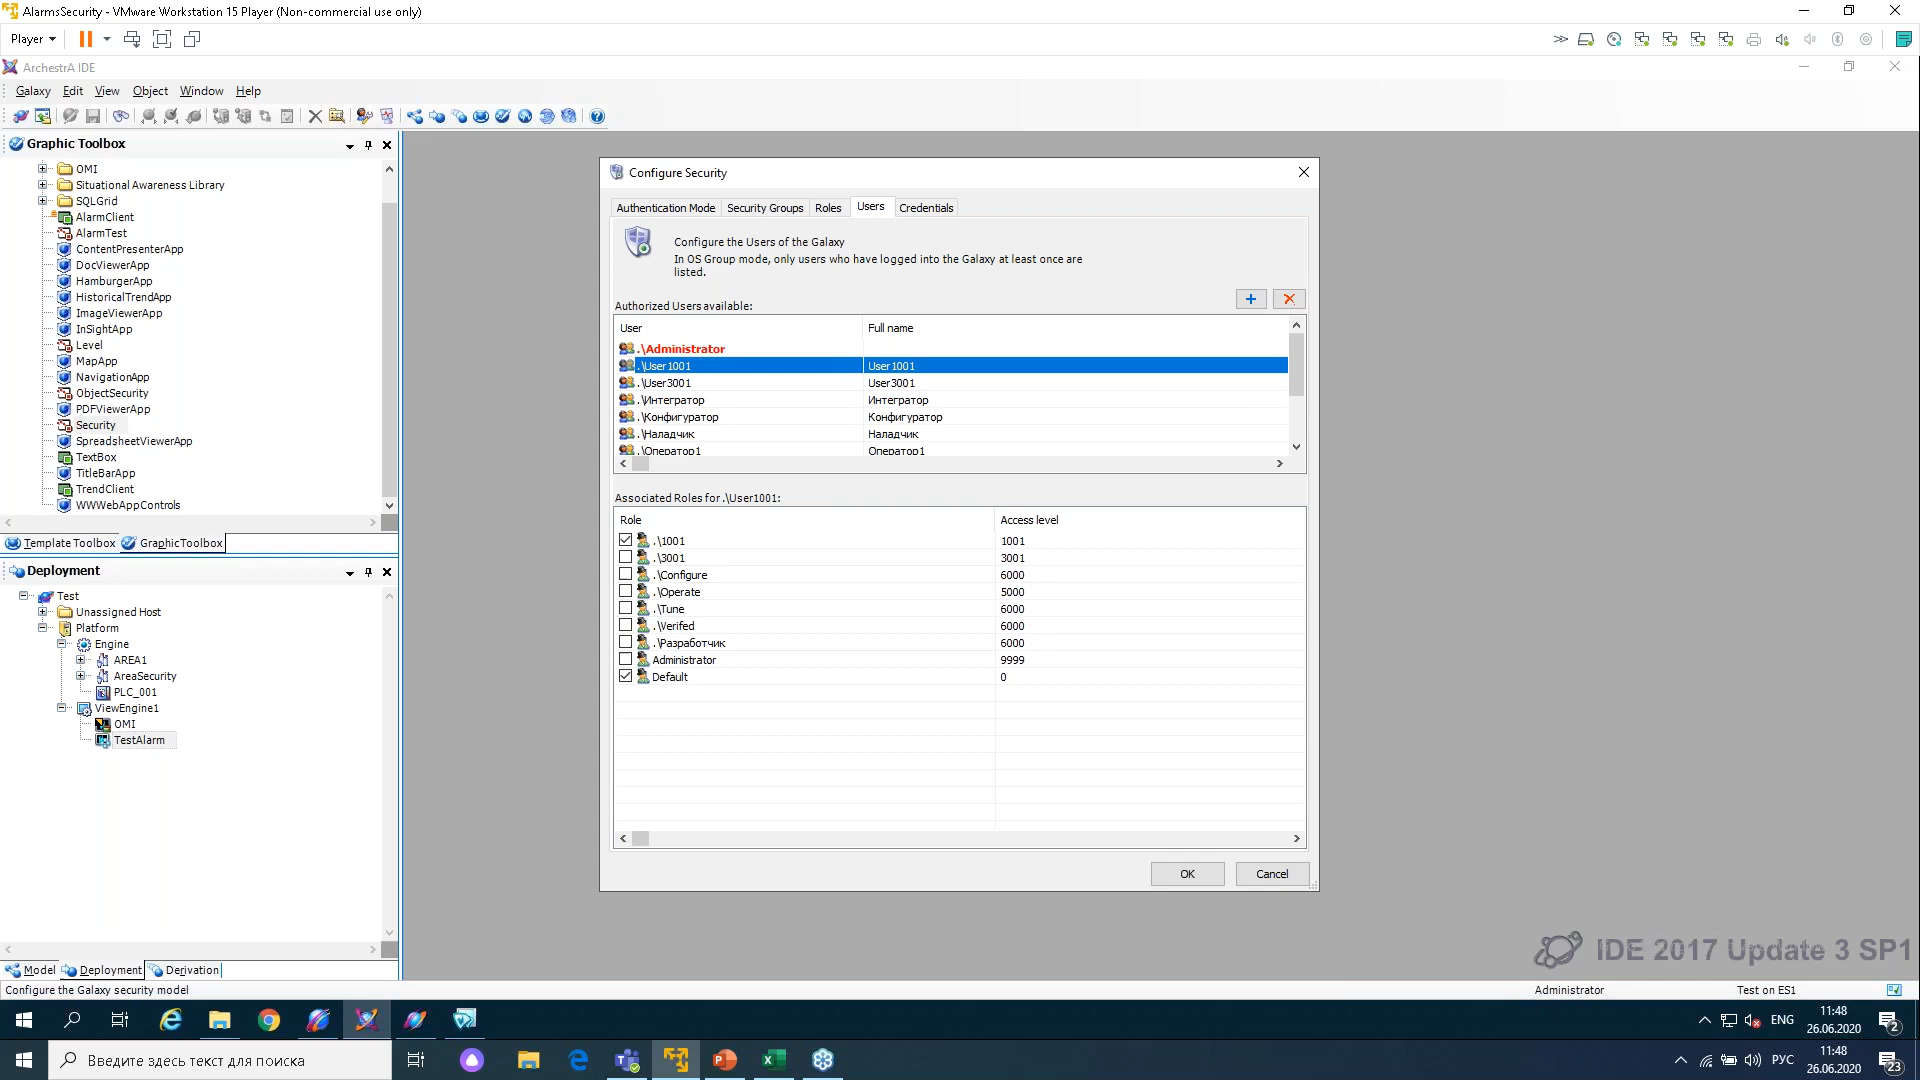 AlarmsSecurity - VMware Workstation 15 Player (Non-commercial use only)
Player
ArchestrA IDE
Galaxy Edit View Object Window Help
Graphic Toolbox
OMI
Situational Awareness Library
SQLGrid
AlarmClient
AlarmTest
ContentPresenterApp
DocViewerApp
HamburgerApp
HistoricalTrendApp
ImageViewerApp
InSightApp
Level
MapApp
NavigationApp
ObjectSecurity
PDFViewerApp
Security
SpreadsheetViewerApp
TextBox
TitleBarApp
TrendClient
WWWebAppControls
Template Toolbox GraphicToolbox
Deployment
Test
Unassigned Host
Platform
Engine
AREA1
AreaSecurity
PLC_001
ViewEngine1
OMI
TestAlarm
Model Deployment Derivation
Configure Security
Authentication Mode Security Groups Roles Users Credentials
Configure the Users of the Galaxy
In OS Group mode, only users who have logged into the Galaxy at least once are
listed.
Authorized Users available:
User Full name
.\Administrator
.\User1001 User1001
.\User3001 User3001
.\Интегратор Интегратор
.\Конфигуратор Конфигуратор
.\Наладчик Наладчик
.\Оператор1 Оператор1
Associated Roles for .\User1001:
Role Access level
.\1001 1001
.\3001 3001
.\Configure 6000
.\Operate 5000
.\Tune 6000
.\Verifed 6000
.\Разработчик 6000
Administrator 9999
Default 0
OK Cancel
IDE 2017 Update 3 SP1
Configure the Galaxy security model Administrator Test on ES1
ENG 11:48
26.06.2020 2
Введите здесь текст для поиска
РУС 11:48
26.06.2020 23